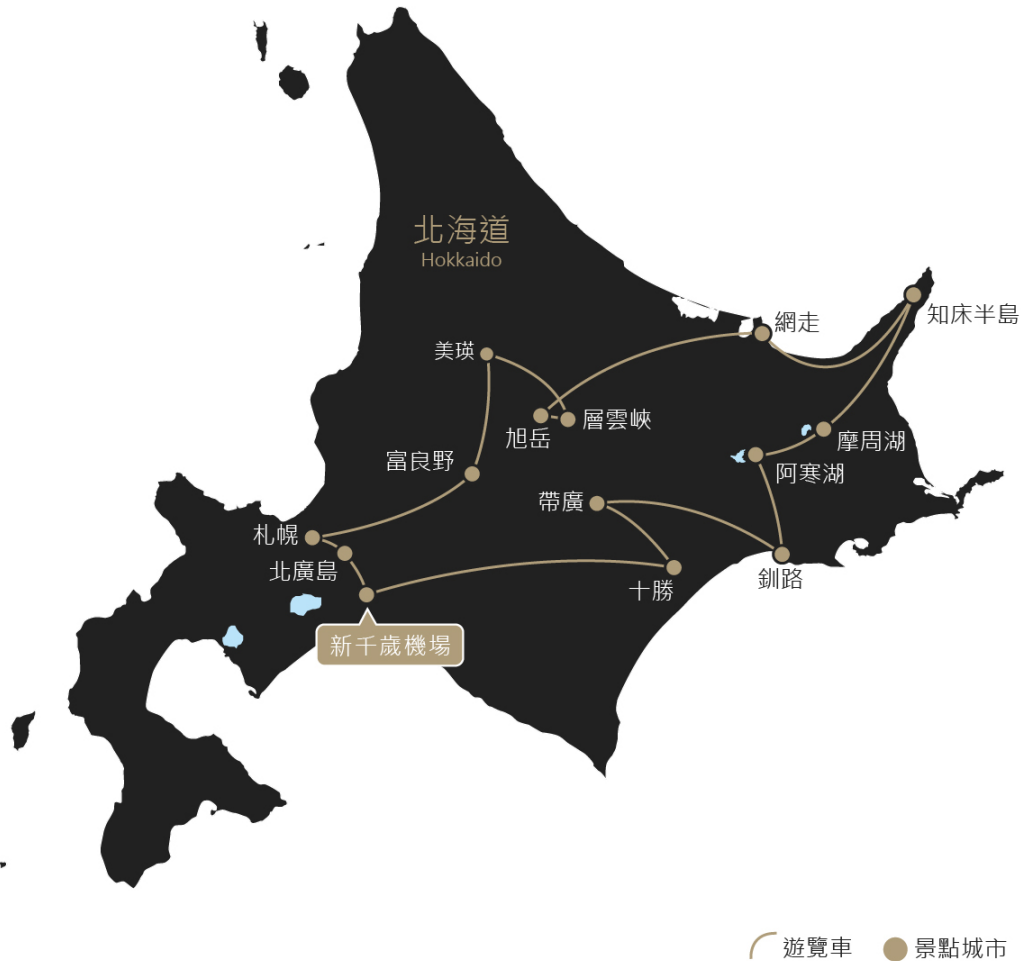 北海道
Hokkaido
知床半島
網走
美瑛
層雲峽
旭岳
摩周湖
富良野
阿寒湖
帶廣
札幌
北廣島
釧路
十勝
新千歲機場
遊覽車
景點城市